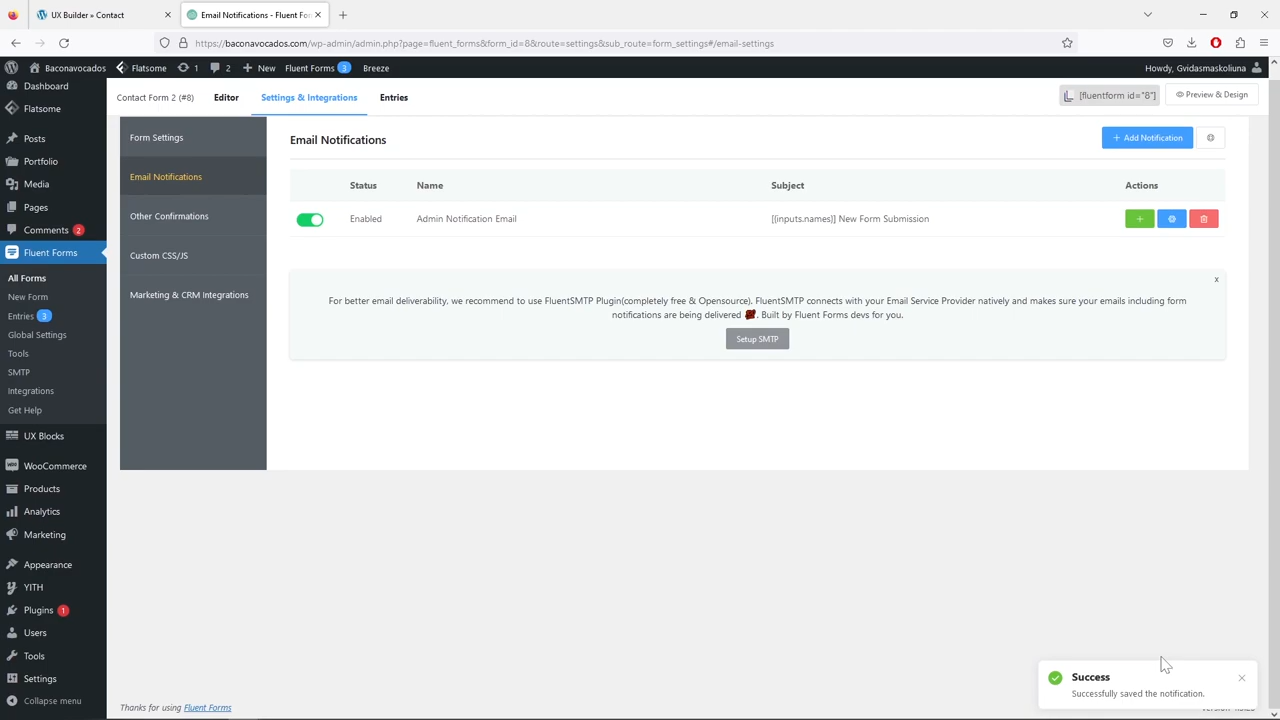 UX Builder » Contact
Email Notifications - Fluent For
https://baconavocados.com/wp-admin/admin.php?page=fluent_forms&form_id=8&route=settings&sub_route=form_settings#/email-settings
Baconavocados
Flatsome
1
2
New
Fluent Forms 3
Breeze
Howdy, Gvidasmaskoliuna
Dashboard
Flatsome
Posts
Portfolio
Media
Pages
Comments 2
Fluent Forms
All Forms
New Form
Entries 3
Global Settings
Tools
SMTP
Integrations
Get Help
UX Blocks
WooCommerce
Products
Analytics
Marketing
Appearance
YITH
Plugins 1
Users
Tools
Settings
Collapse menu
Contact Form 2 (#8)
Editor
Settings & Integrations
Entries
[fluentform id="8"]
Preview & Design
Form Settings
Email Notifications
Other Confirmations
Custom CSS/JS
Marketing & CRM Integrations
Email Notifications
+ Add Notification
Status Name Subject Actions
Enabled Admin Notification Email [{inputs.names}] New Form Submission
x
For better email deliverability, we recommend to use FluentSMTP Plugin(completely free & Opensource). FluentSMTP connects with your Email Service Provider natively and makes sure your emails including form
notifications are being delivered . Built by Fluent Forms devs for you.
Setup SMTP
Success
Successfully saved the notification.
Thanks for using Fluent Forms